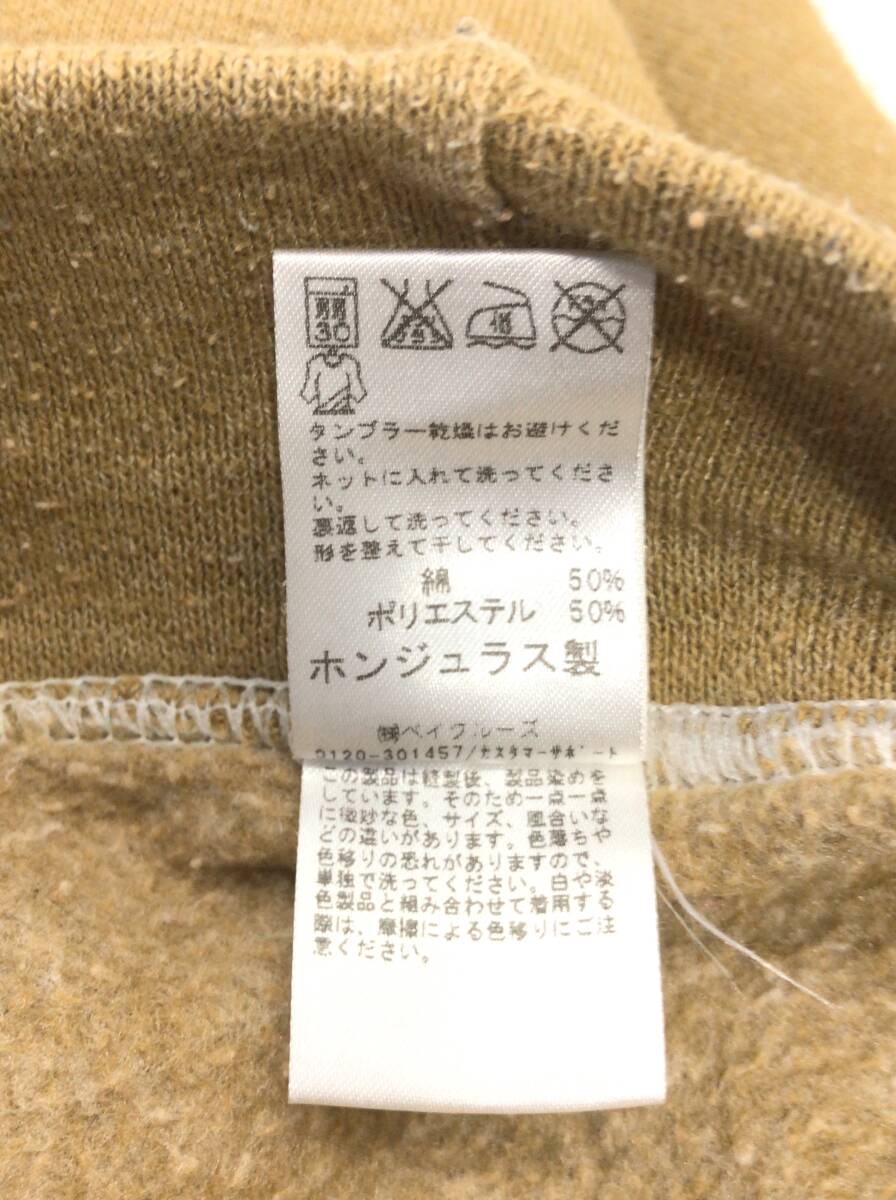 30
タンブラー乾燥はお避けくだ
さい。
ネットに入れて洗ってくださ
い。
裏返して洗ってください。
形を整えて干してください。
綿 50%
ポリエステル 50%
ホンジュラス製
㈱ベイクルーズ
0120-301457/カスタマーサポート
この製品は縫製後、製品染めを
しています。そのため一点一点
に微妙な色、サイズ、風合いな
どの違いがあります。色落ちや
色移りの恐れがありますので、
単独で洗ってください。白や淡
色製品と組み合わせて着用する
際は、摩擦による色移りにご注
意ください。